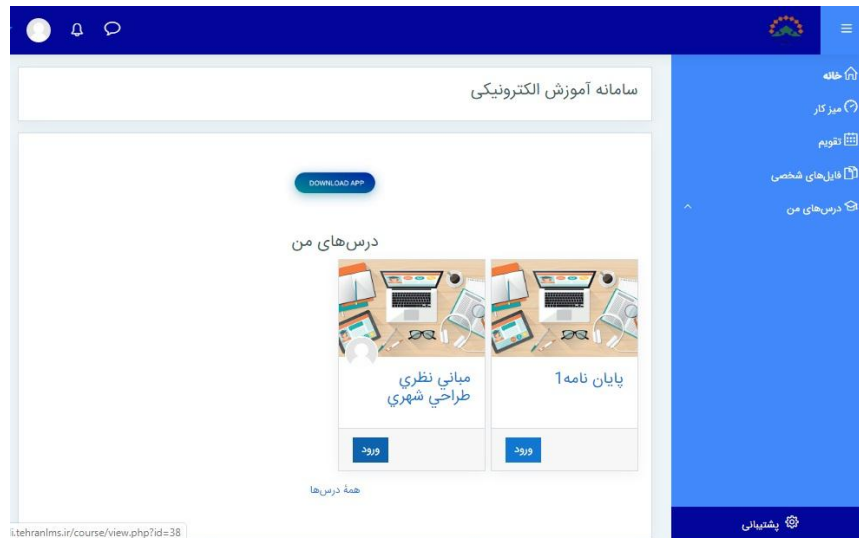 خانه
میز کار
تقویم
فایل‌های شخصی
درس‌های من
پشتیبانی
سامانه آموزش الکترونیکی
DOWNLOAD APP
درس‌های من
پایان نامه1
ورود
مباني نظري
طراحي شهري
ورود
همهٔ درس‌ها
i.tehranlms.ir/course/view.php?id=38